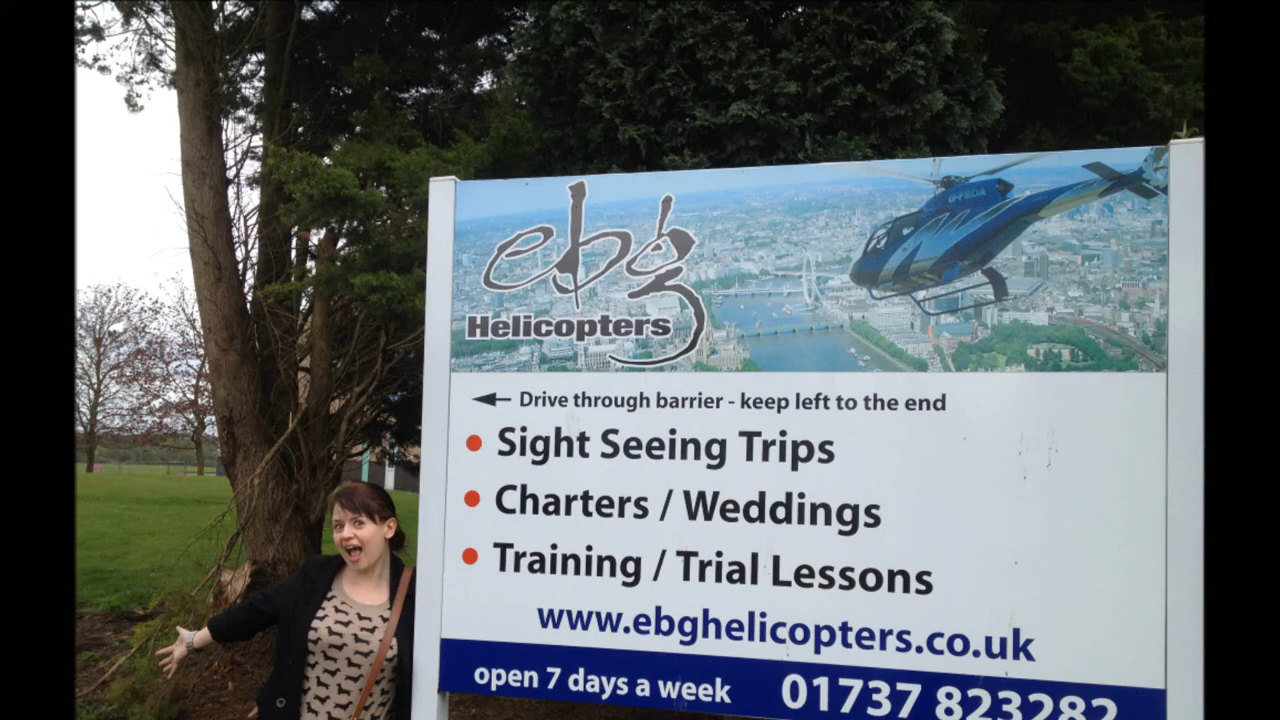 G-FEDA
ebg
Helicopters
← Drive through barrier - keep left to the end
• Sight Seeing Trips
• Charters / Weddings
• Training / Trial Lessons
www.ebghelicopters.co.uk
open 7 days a week 01737 823282